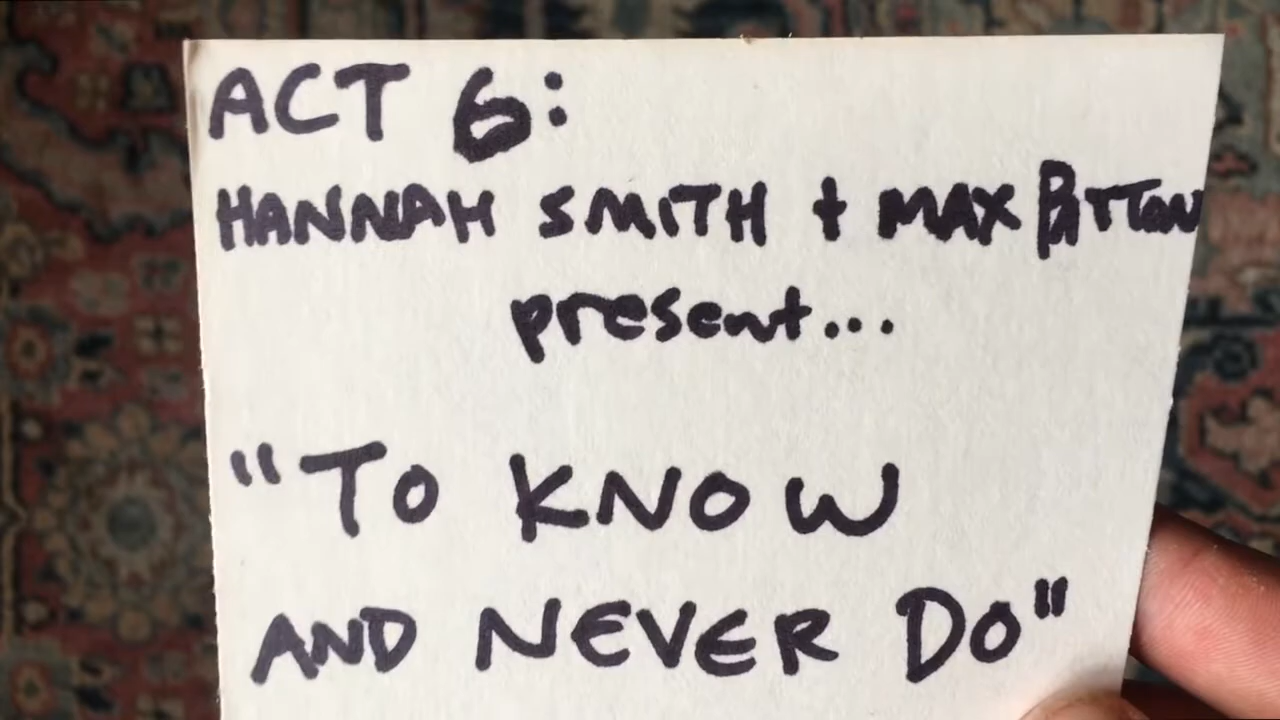 ACT 6:
HANNAH SMITH + MAX
present...
"TO KNOW
AND NEVER DO"